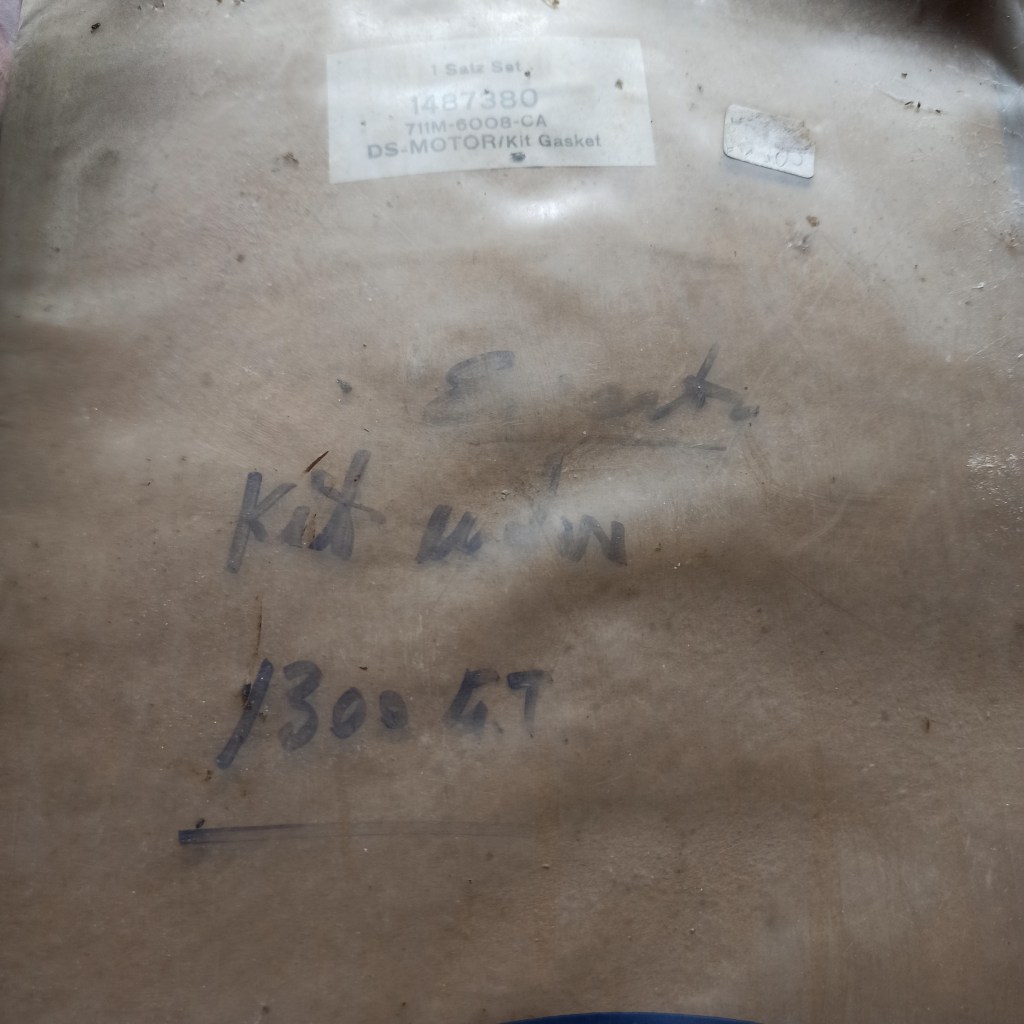 1 Satz Set
1487380
711M-6008-CA
DS-MOTOR/Kit Gasket
Kit
1300 GT